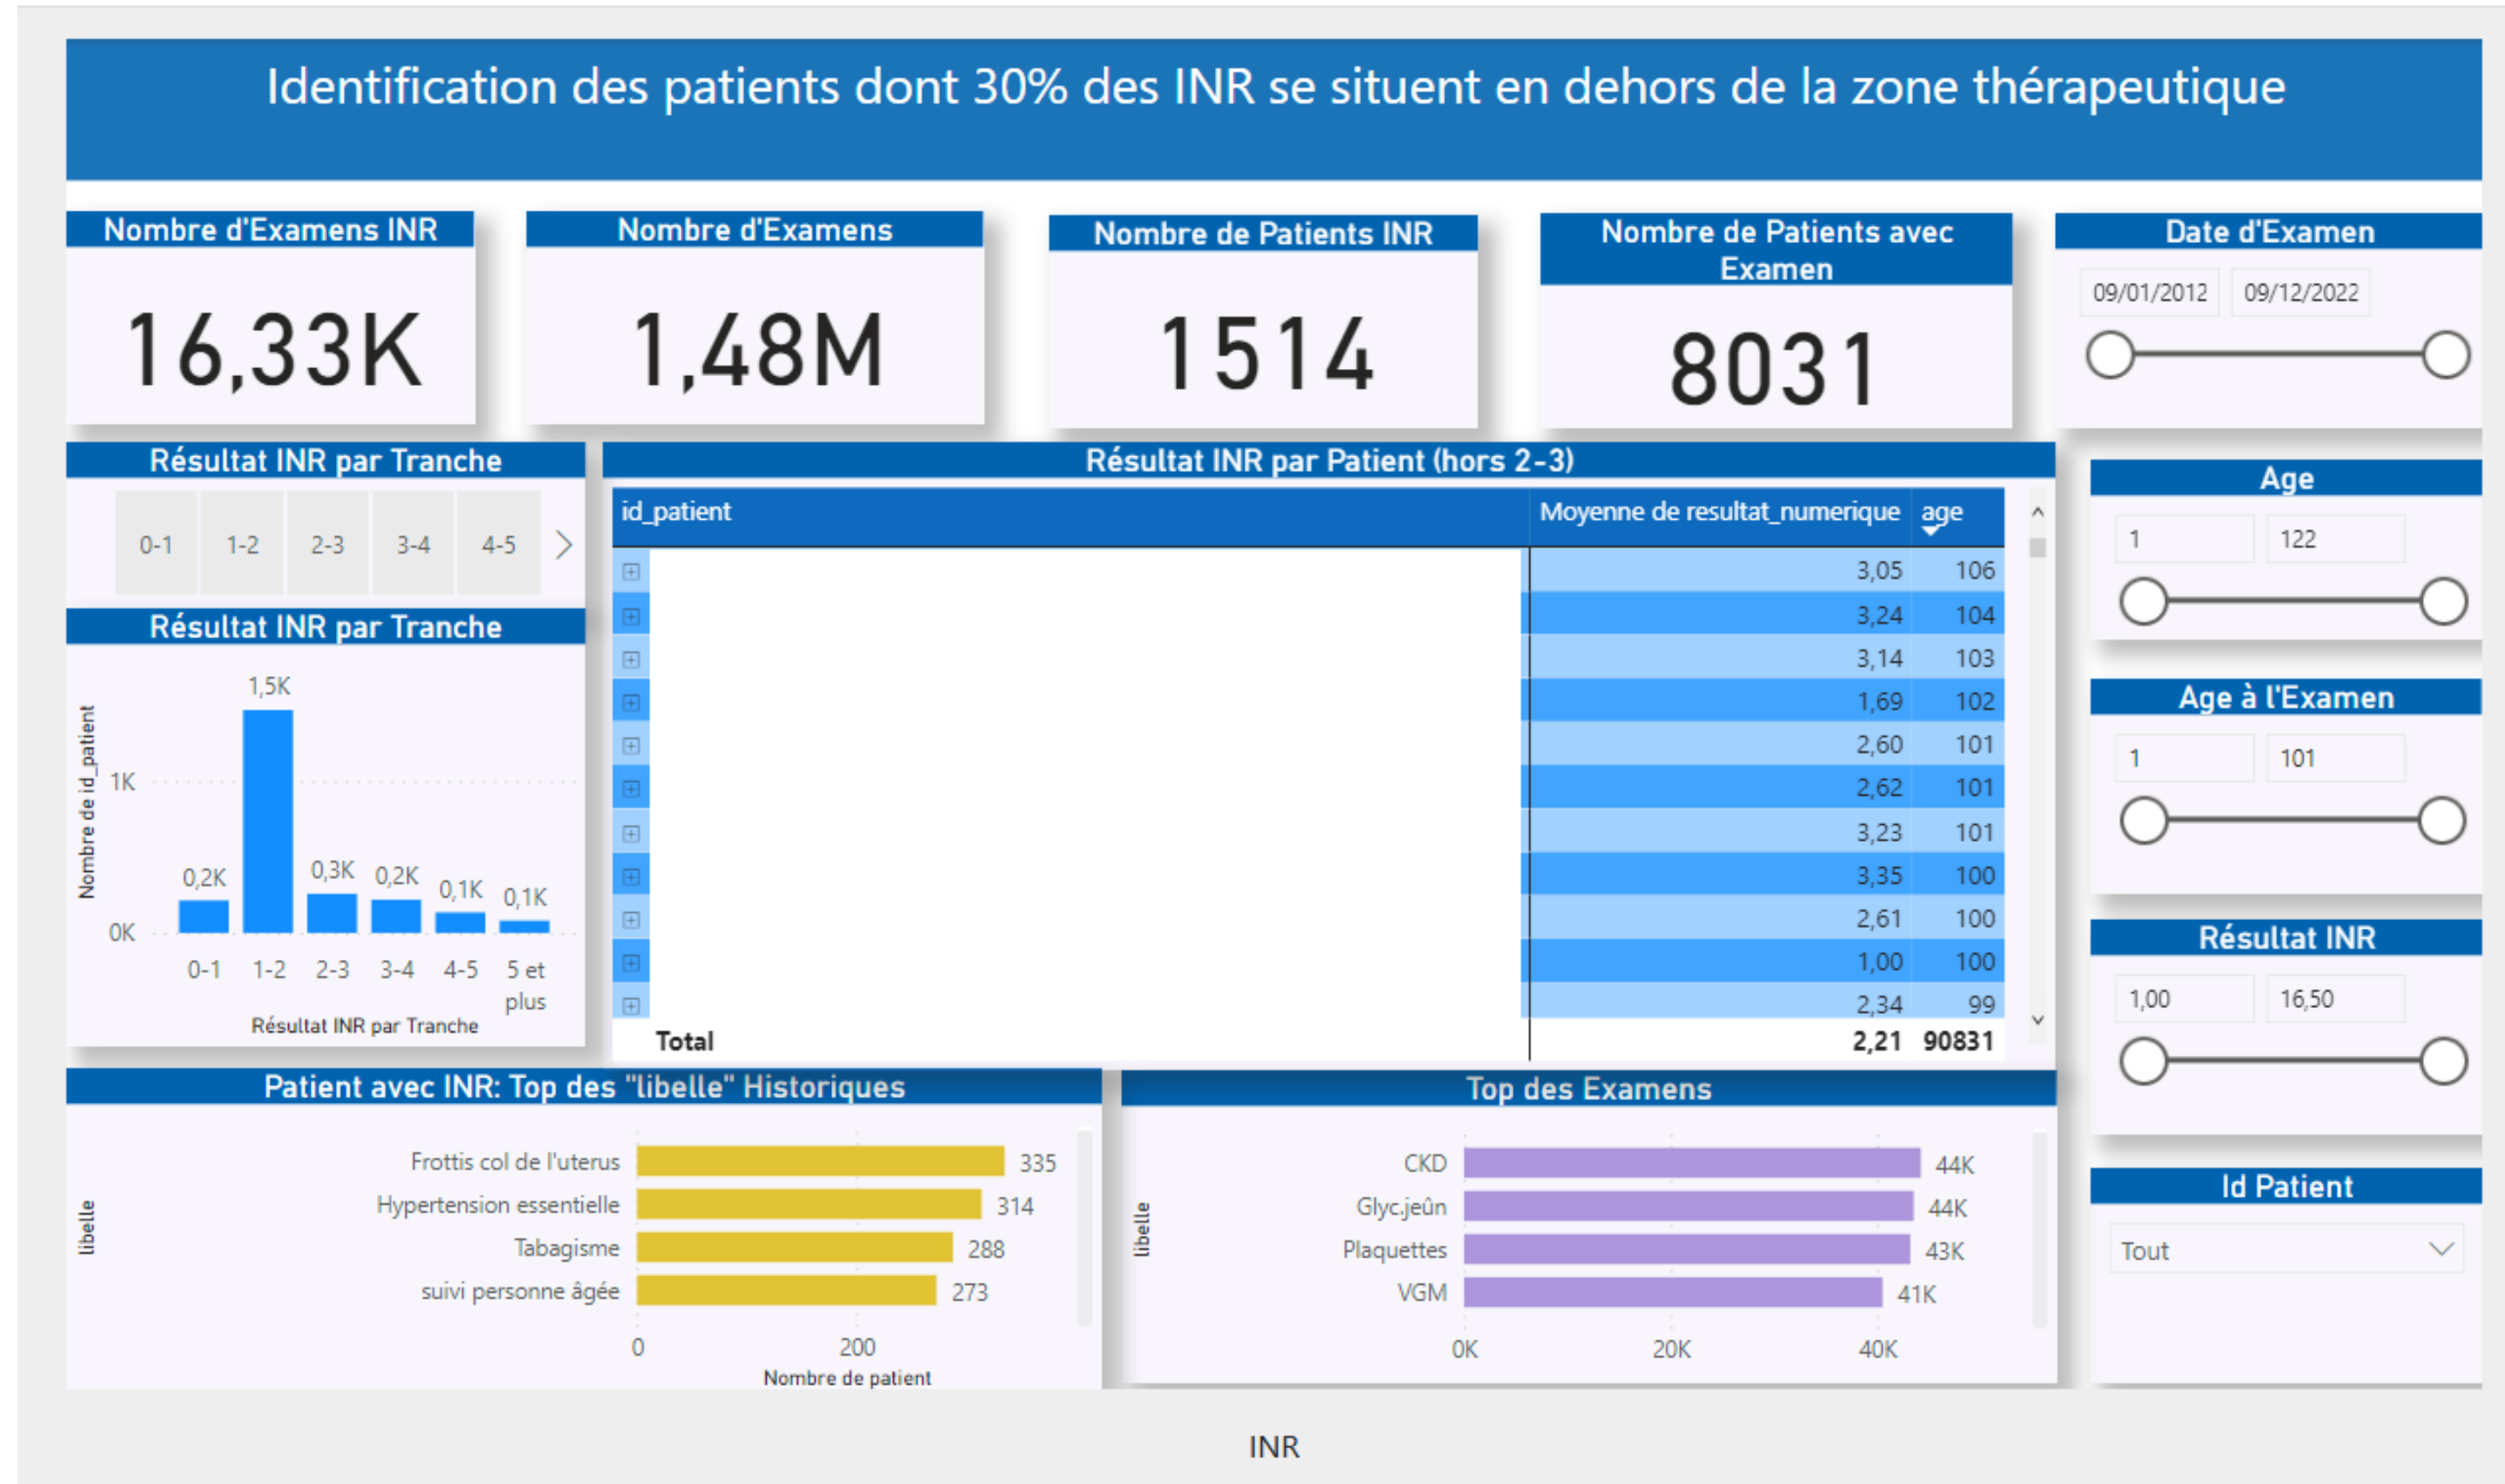 Identification des patients dont 30% des INR se situent en dehors de la zone thérapeutique
Nombre d'Examens INR
16,33K
Nombre d'Examens
1,48M
Nombre de Patients INR
1514
Nombre de Patients avec
Examen
8031
Date d'Examen
09/01/2012 09/12/2022
Résultat INR par Tranche
0-1 1-2 2-3 3-4 4-5
Résultat INR par Tranche
Nombre de id_patient
1K
0K
0,2K
1,5K
0,3K
0,2K
0,1K
0,1K
0-1 1-2 2-3 3-4 4-5 5 et
plus
Résultat INR par Tranche
Résultat INR par Patient (hors 2-3)
id_patient Moyenne de resultat_numerique age
3,05 106
3,24 104
3,14 103
1,69 102
2,60 101
2,62 101
3,23 101
3,35 100
2,61 100
1,00 100
2,34 99
Total 2,21 90831
Age
1 122
Age à l'Examen
1 101
Résultat INR
1,00 16,50
Id Patient
Tout
Patient avec INR: Top des "libelle" Historiques
libelle
Frottis col de l'uterus 335
Hypertension essentielle 314
Tabagisme 288
suivi personne âgée 273
0 200
Nombre de patient
Top des Examens
libelle
CKD 44K
Glyc.jeûn 44K
Plaquettes 43K
VGM 41K
0K 20K 40K
INR